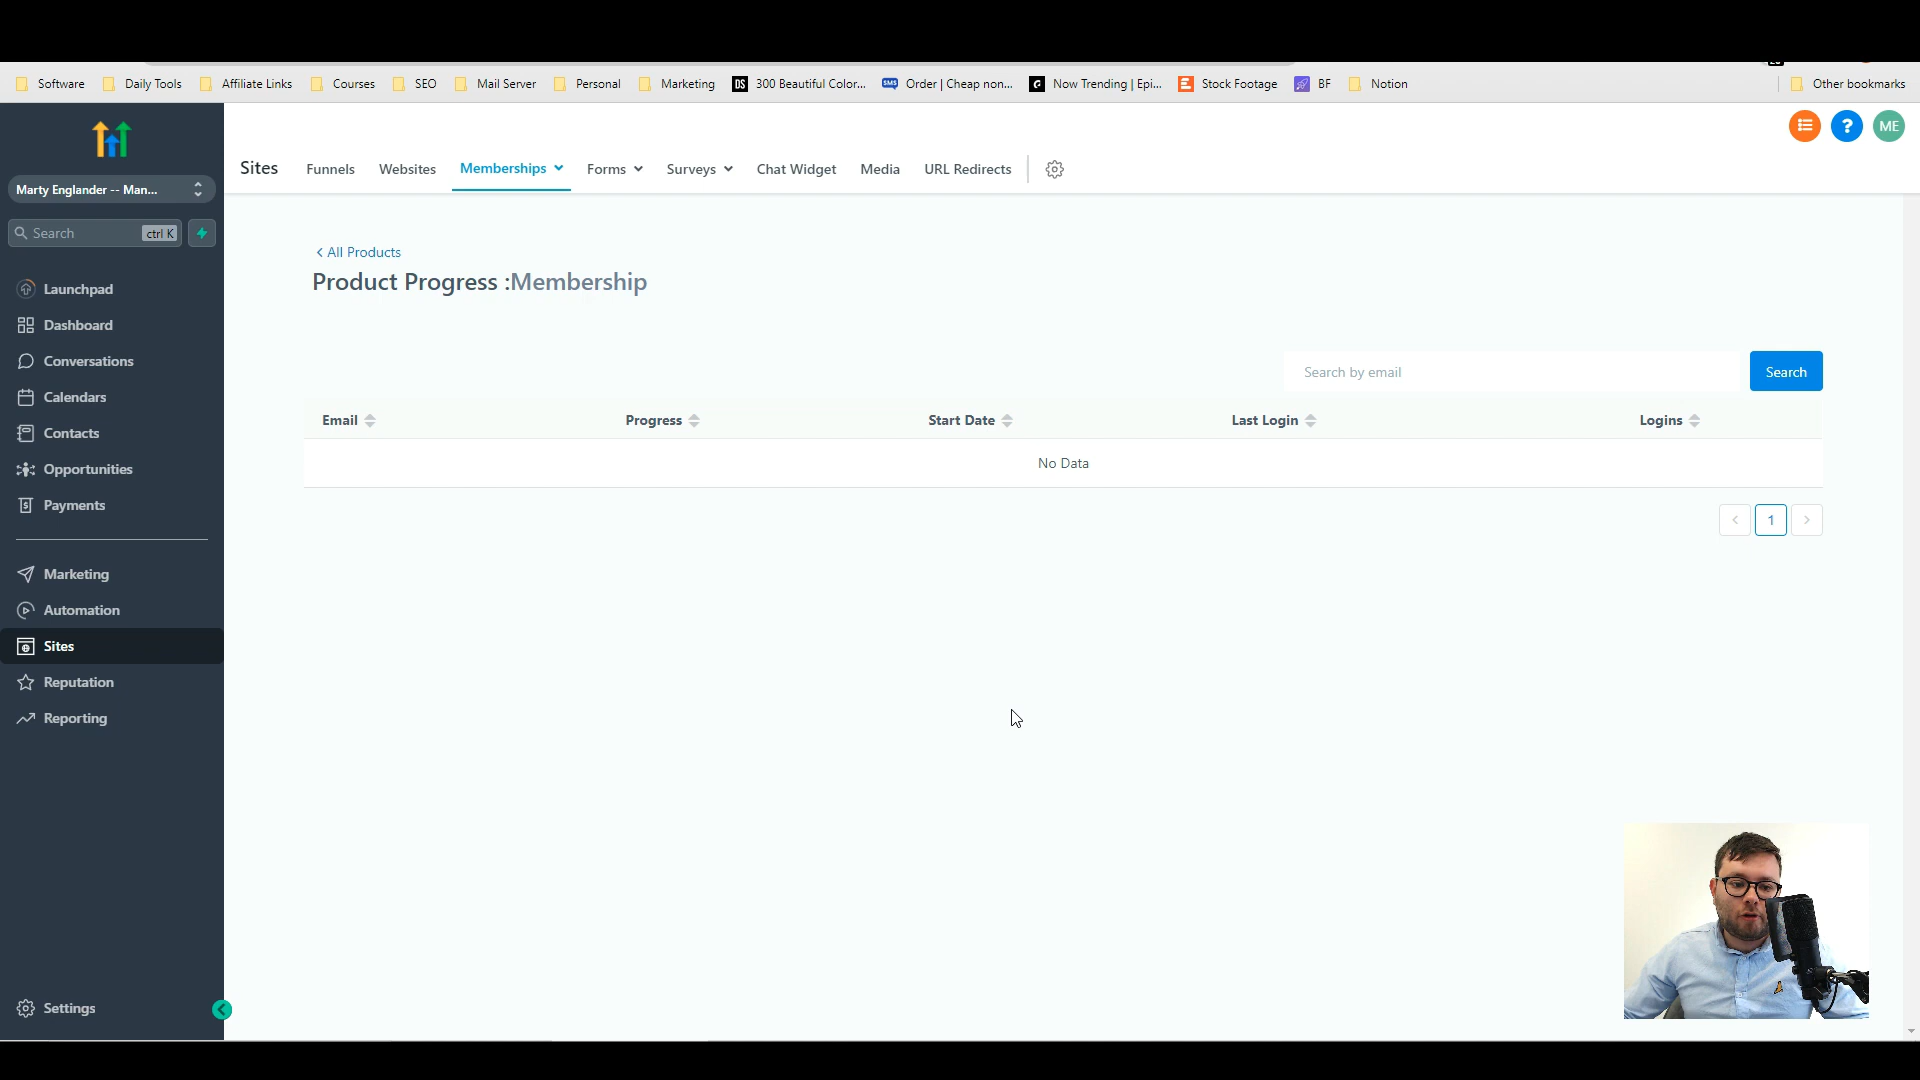 Software Daily Tools Affiliate Links Courses SEO Mail Server Personal Marketing DS 300 Beautiful Color... SMS Order | Cheap non... Now Trending | Epi... Stock Footage BF Notion Other bookmarks
? ME
Sites Funnels Websites Memberships Forms Surveys Chat Widget Media URL Redirects
Marty Englander -- Man...
Search ctrl K
Launchpad
Dashboard
Conversations
Calendars
Contacts
Opportunities
Payments
Marketing
Automation
Sites
Reputation
Reporting
Settings
< All Products
Product Progress :Membership
Search by email Search
Email Progress Start Date Last Login Logins
No Data
< 1 >